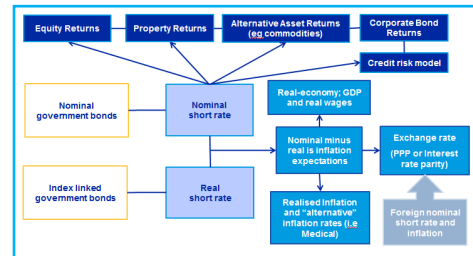 Equity Returns
Property Returns
Alternative Asset Returns
(eg commodities)
Corporate Bond
Returns
Credit risk model
Nominal
government bonds
Nominal
short rate
Real-economy; GDP
and real wages
Nominal minus
real is inflation
expectations
Exchange rate
(PPP or Interest
rate parity)
Index linked
government bonds
Real
short rate
Realised Inflation
and "alternative"
inflation rates (i.e
Medical)
Foreign nominal
short rate and
inflation